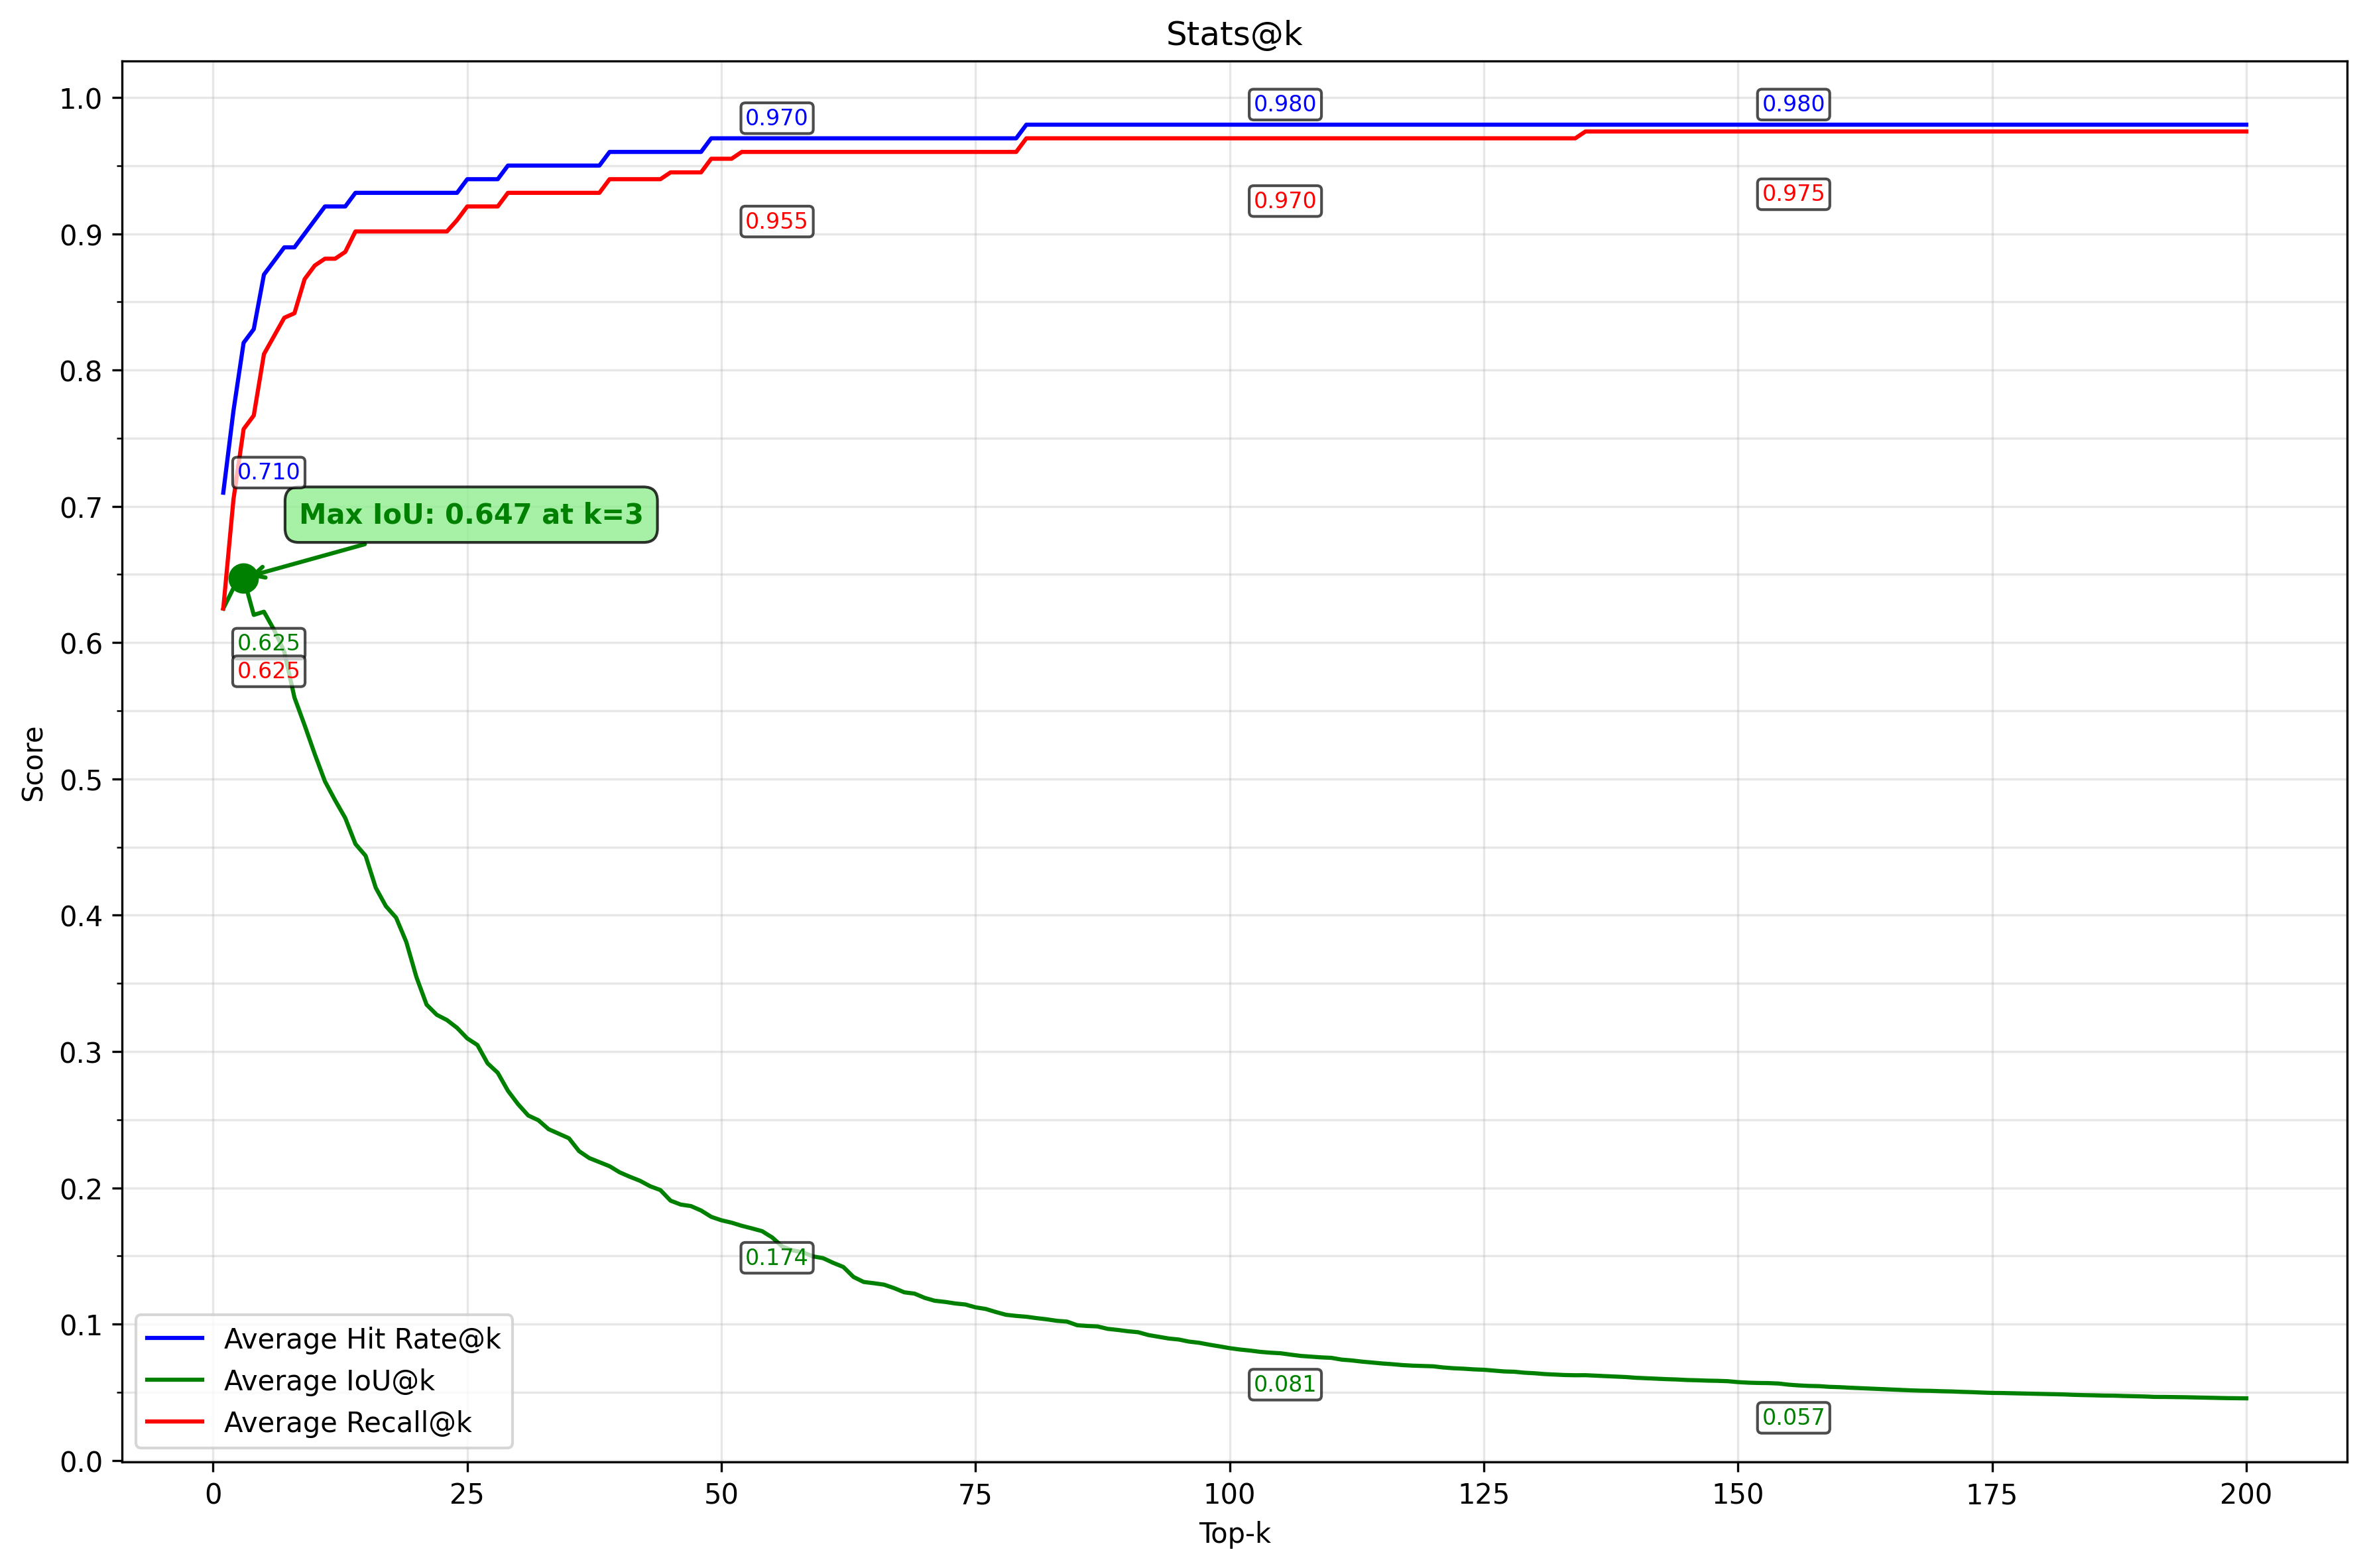 Stats@k
1.0
0.9
0.8
0.7
0.6
0.5
0.4
0.3
0.2
0.1
0.0
Score
0.970
0.980
0.980
0.955
0.970
0.975
0.710
Max IoU: 0.647 at k=3
0.625
0.625
0.174
0.081
0.057
Average Hit Rate@k
Average IoU@k
Average Recall@k
0 25 50 75 100 125 150 175 200
Top-k